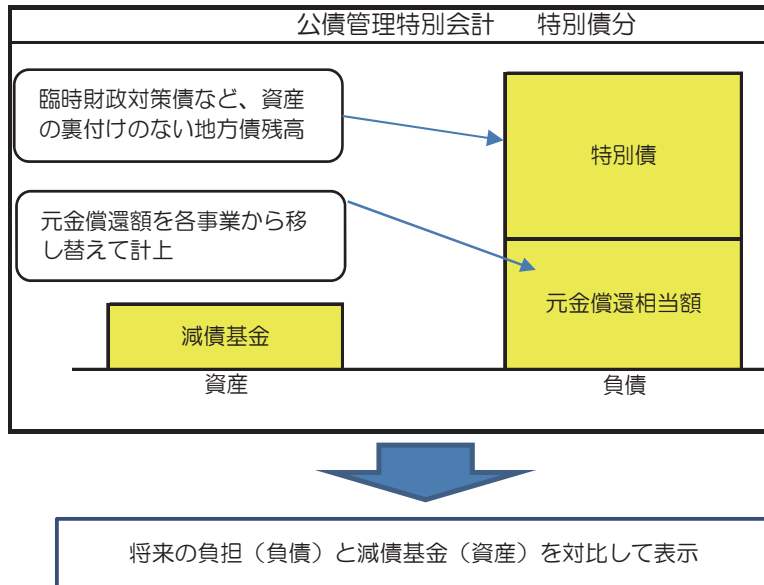 公債管理特別会計　特別債分
臨時財政対策債など、資産
の裏付けのない地方債残高
特別債
元金償還額を各事業から移
し替えて計上
元金償還相当額
減債基金
資産
負債
将来の負担（負債）と減債基金（資産）を対比して表示